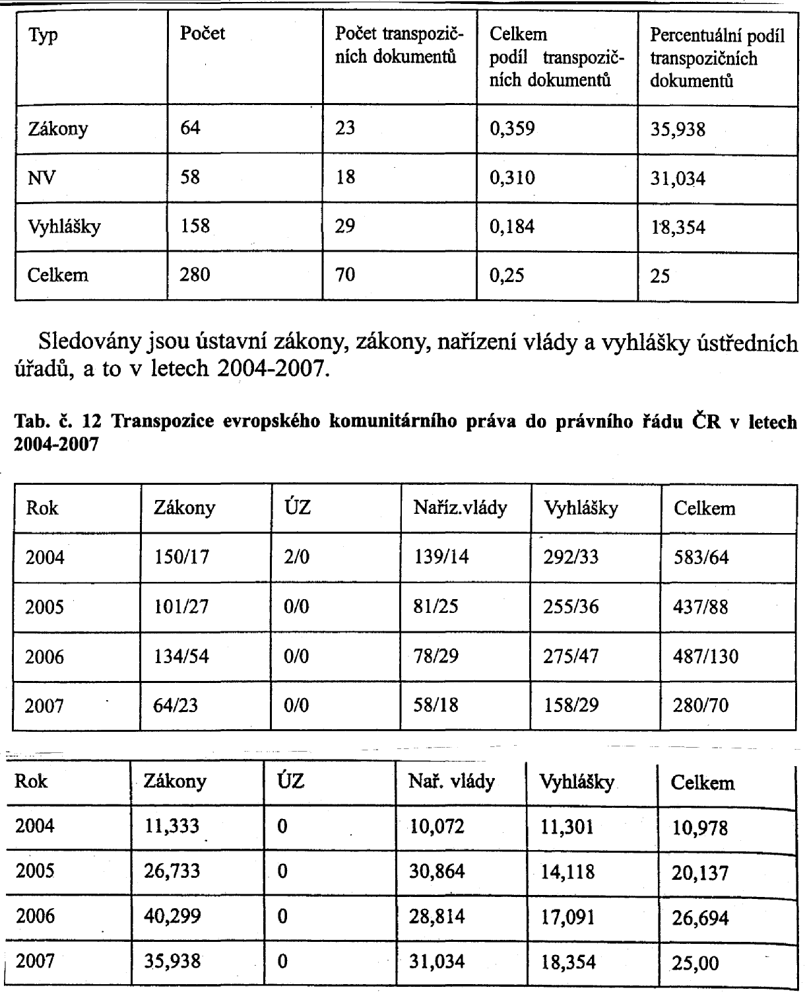 Typ Počet Počet transpozič- Celkem Percentuální podíl
ních dokumentů podíl transpozič- transpozičních
ních dokumentů dokumentů
Zákony 64 23 0,359 35,938
NV 58 18 0,310 31,034
Vyhlášky 158 29 0,184 18,354
Celkem 280 70 0,25 25
Sledovány jsou ústavní zákony, zákony, nařízení vlády a vyhlášky ústředních
úřadů, a to v letech 2004-2007.
Tab. č. 12 Transpozice evropského komunitárního práva do právního řádu ČR v letech
2004-2007
Rok Zákony ÚZ Naříz.vlády Vyhlášky Celkem
2004 150/17 2/0 139/14 292/33 583/64
2005 101/27 0/0 81/25 255/36 437/88
2006 134/54 0/0 78/29 275/47 487/130
2007 64/23 0/0 58/18 158/29 280/70
Rok Zákony ÚZ Nař. vlády Vyhlášky Celkem
2004 11,333 0 10,072 11,301 10,978
2005 26,733 0 30,864 14,118 20,137
2006 40,299 0 28,814 17,091 26,694
2007 35,938 0 31,034 18,354 25,00